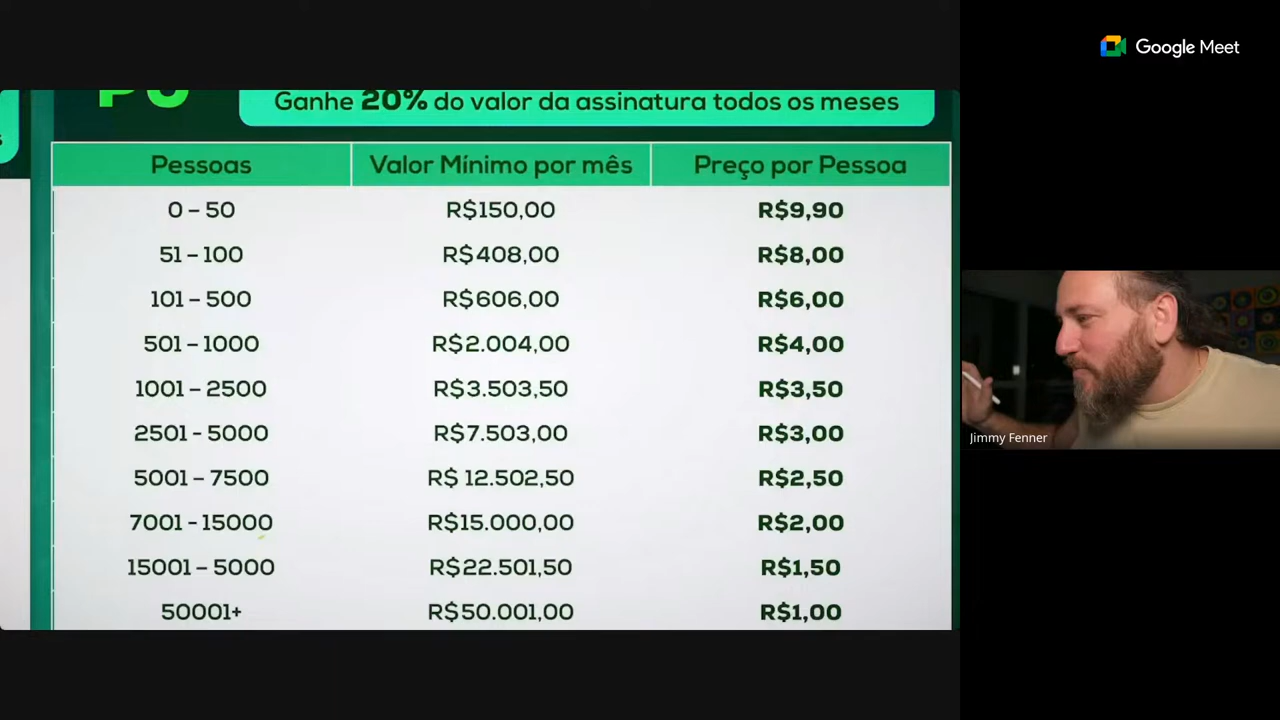 Google Meet
Ganhe 20% do valor da assinatura todos os meses
Pessoas Valor Mínimo por mês Preço por Pessoa
0 – 50 R$150,00 R$9,90
51 – 100 R$408,00 R$8,00
101 – 500 R$606,00 R$6,00
501 – 1000 R$2.004,00 R$4,00
1001 – 2500 R$3.503,50 R$3,50
2501 - 5000 R$7.503,00 R$3,00
5001 – 7500 R$ 12.502,50 R$2,50
7001 - 15000 R$15.000,00 R$2,00
15001 – 5000 R$22.501,50 R$1,50
50001+ R$50.001,00 R$1,00
Jimmy Fenner